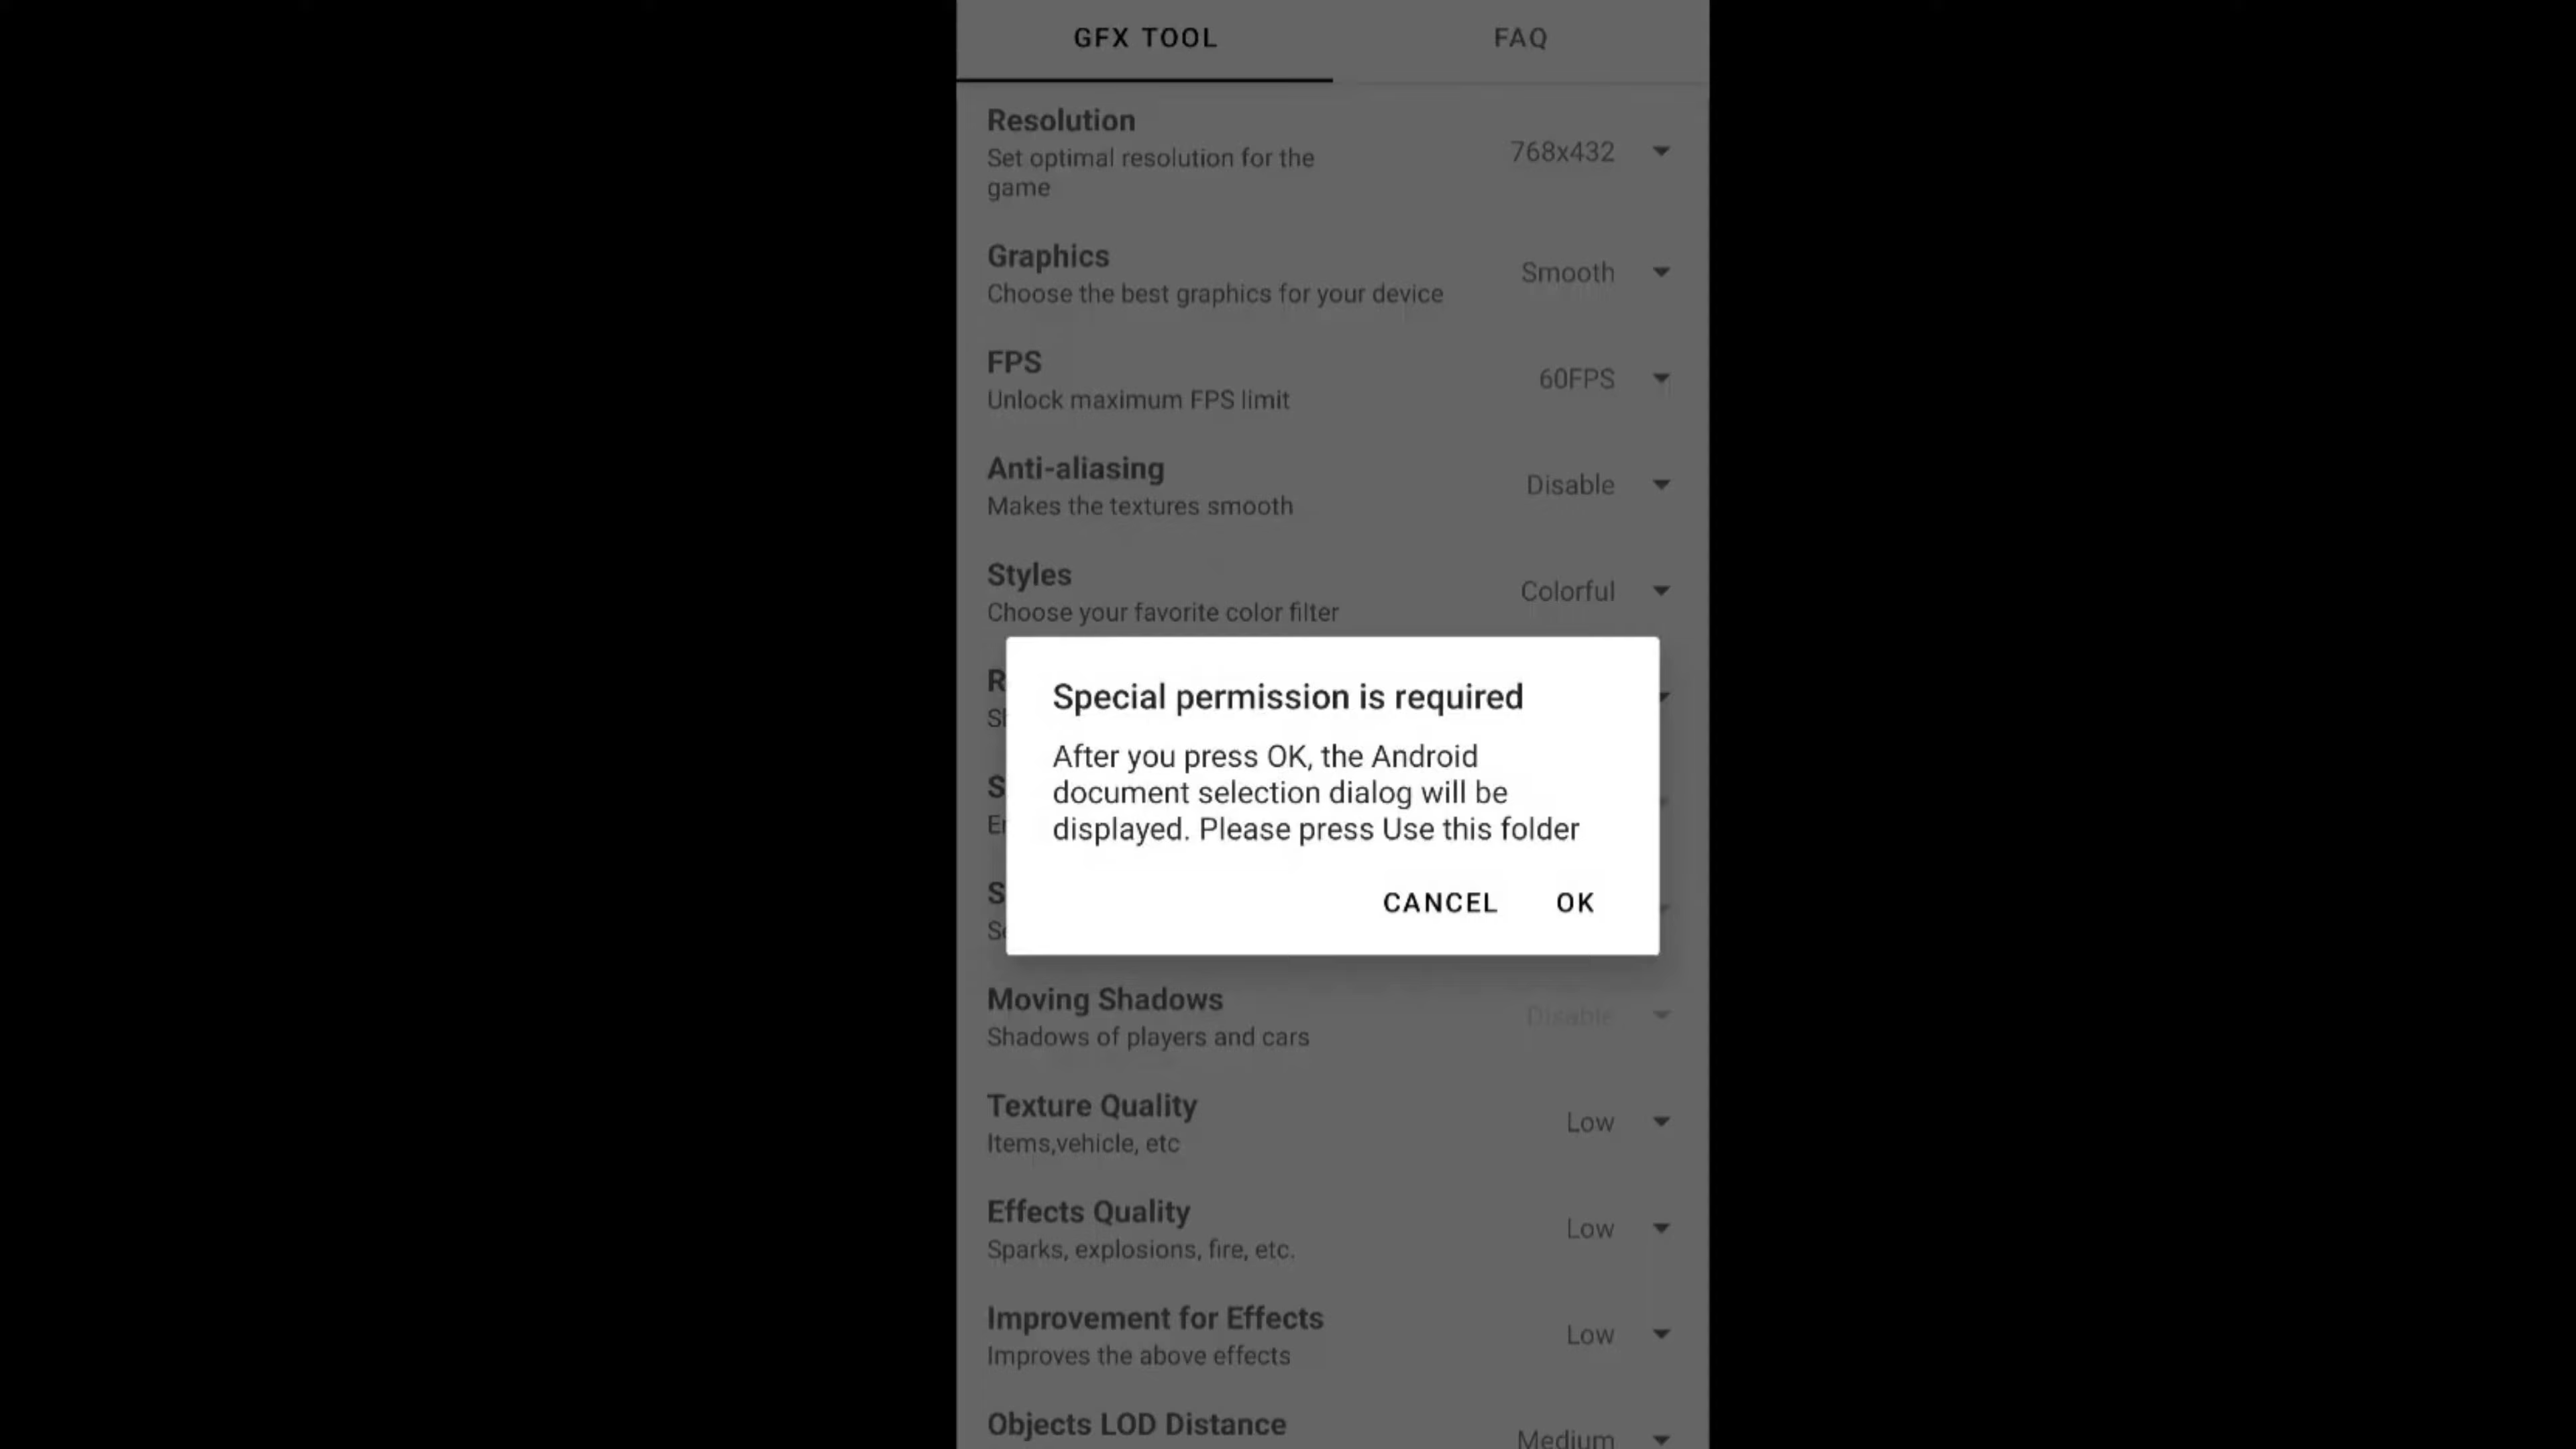 GFX TOOL FAQ
Resolution
Set optimal resolution for the
game
768x432
Graphics
Choose the best graphics for your device
Smooth
FPS
Unlock maximum FPS limit
60FPS
Anti-aliasing
Makes the textures smooth
Disable
Styles
Choose your favorite color filter
Colorful
Special permission is required
After you press OK, the Android
document selection dialog will be
displayed. Please press Use this folder
CANCEL OK
Moving Shadows
Shadows of players and cars
Disable
Texture Quality
Items,vehicle, etc
Low
Effects Quality
Sparks, explosions, fire, etc.
Low
Improvement for Effects
Improves the above effects
Low
Objects LOD Distance
Medium